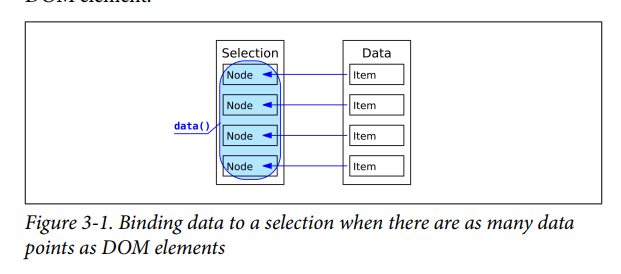 DOM element.
Selection Data
Node Item
Node Item
data()
Node Item
Node Item
Figure 3-1. Binding data to a selection when there are as many data
points as DOM elements